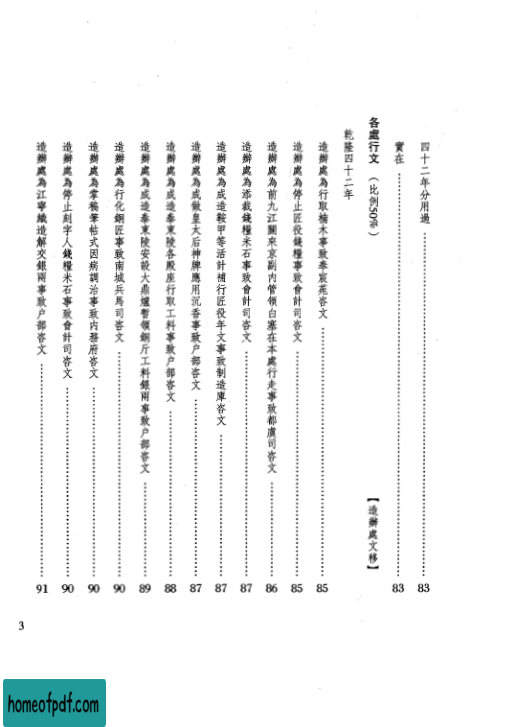 四十二年分用過……83
實在……83
各處行文 （比例50%） 【造辦處文移】
乾隆四十二年
造辦處為行取楠木事致奉宸苑咨文……85
造辦處為停止匠役錢糧事致會計司咨文……85
造辦處為前九江關來京副內管領白塞在本處行走事致都虞司咨文……86
造辦處為添裁錢糧米石事致會計司咨文……87
造辦處為成造鞍甲等活計補行匠役年文事致制造庫咨文……87
造辦處為成做皇太后神牌應用沉香事致户部咨文……87
造辦處為成造泰東陵各殿座行取工料事致户部咨文……88
造辦處為成造泰東陵安設大鼎爐暫領銅斤工料銀兩事致户部咨文……89
造辦處為行化銅匠事致南城兵馬司咨文……90
造辦處為掌稿筆帖式因病調治事致內務府咨文……90
造辦處為停止刻字人錢糧米石事致會計司咨文……90
造辦處為江寧織造解交銀兩事致户部咨文……91
3
homeofpdf.com